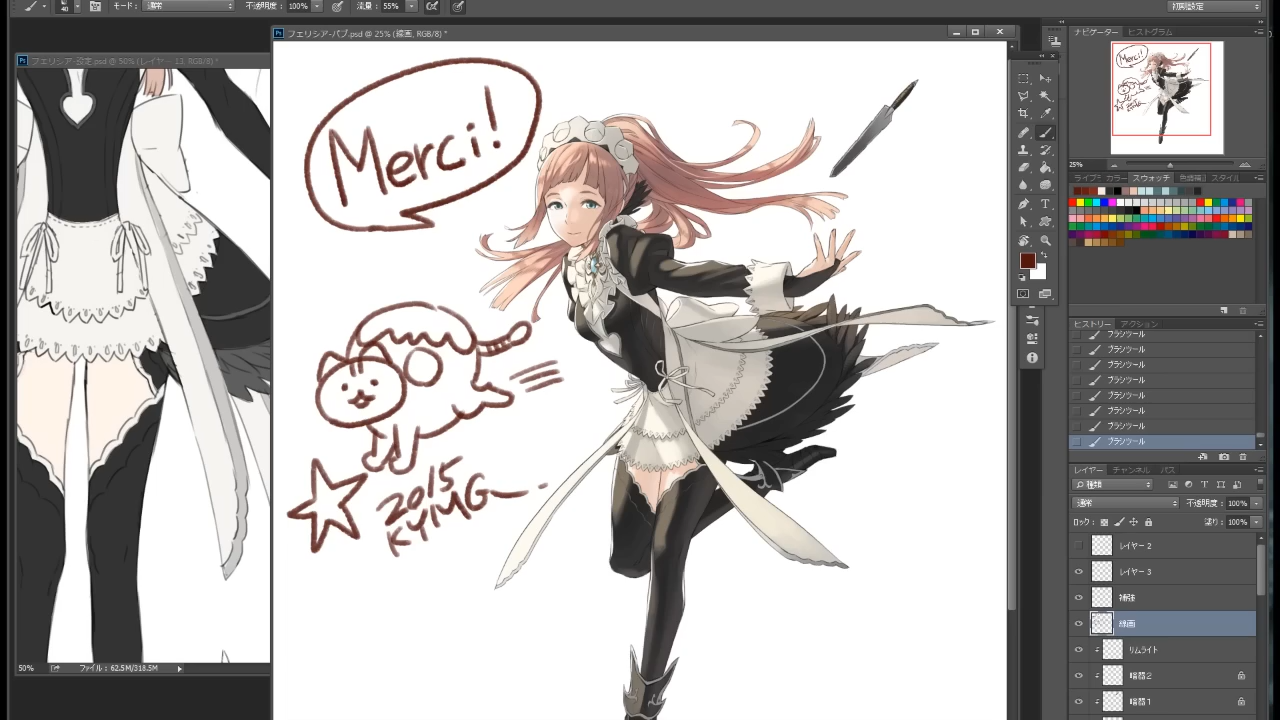 40
モード：
通常
不透明度：
100%
流量：
55%
初期設定
フェリシア-設定.psd @ 50% (レイヤー 13, RGB/8) *
フェリシア-パブ.psd @ 25% (線画, RGB/8) *
Merci!
2015
KYMG
50%
ファイル：62.5M/318.5M
ナビゲーター
ヒストグラム
Merci!
25%
カラー
スウォッチ
スタイル
ヒストリー
アクション
ブラシツール
ブラシツール
ブラシツール
ブラシツール
ブラシツール
ブラシツール
ブラシツール
ブラシツール
レイヤー
チャンネル
パス
種類
通常
不透明度：
100%
ロック：
塗り：
100%
レイヤー 2
レイヤー 3
補強
線画
リムライト
暗器2
暗器1